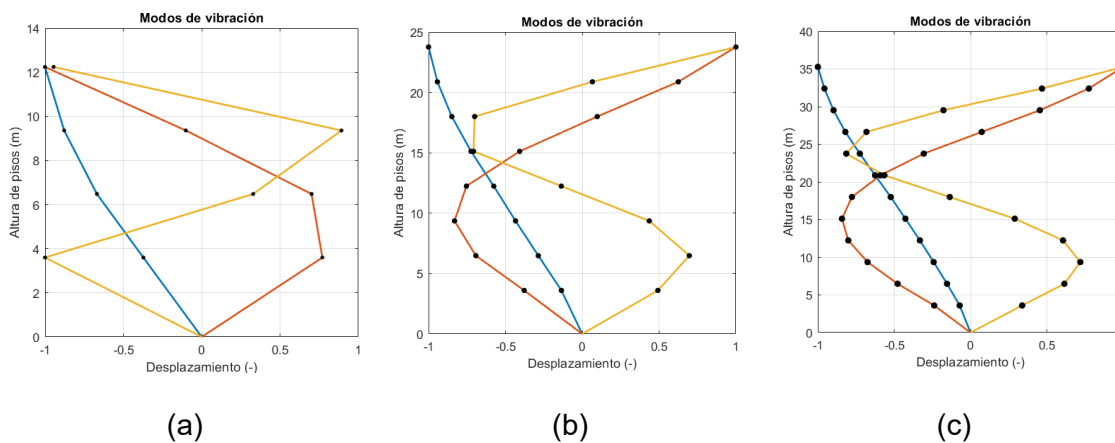 Modos de vibración
14
12
10
8
6
4
2
0
Altura de pisos (m)
-1 -0.5 0 0.5 1
Desplazamiento (-)
(a)
Modos de vibración
25
20
15
10
5
0
Altura de pisos (m)
-1 -0.5 0 0.5 1
Desplazamiento (-)
(b)
Modos de vibración
40
35
30
25
20
15
10
5
0
Altura de pisos (m)
-1 -0.5 0 0.5
Desplazamiento (-)
(c)